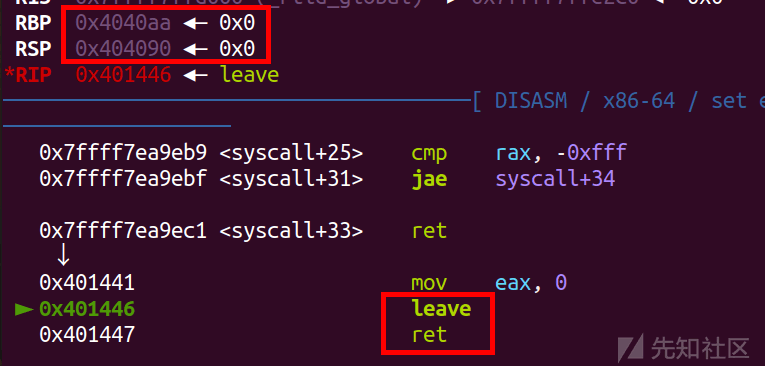 RBP 0x4040aa ◂— 0x0
RSP 0x404090 ◂— 0x0
*RIP 0x401446 ◂— leave
[ DISASM / x86-64 / set e
0x7ffff7ea9eb9 <syscall+25> cmp rax, -0xfff
0x7ffff7ea9ebf <syscall+31> jae syscall+34
0x7ffff7ea9ec1 <syscall+33> ret
↓
0x401441 mov eax, 0
► 0x401446 leave
0x401447 ret
先知社区